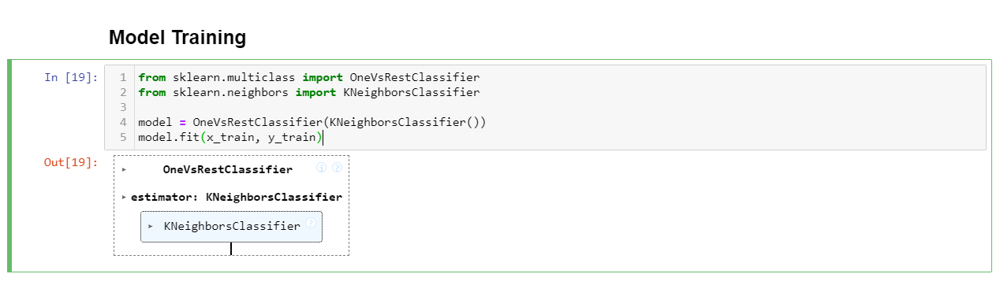 Model Training
In [19]:
1 from sklearn.multiclass import OneVsRestClassifier
2 from sklearn.neighbors import KNeighborsClassifier
3
4 model = OneVsRestClassifier(KNeighborsClassifier())
5 model.fit(x_train, y_train)
Out[19]:
▸ OneVsRestClassifier i ?
▸ estimator: KNeighborsClassifier
▸ KNeighborsClassifier ?